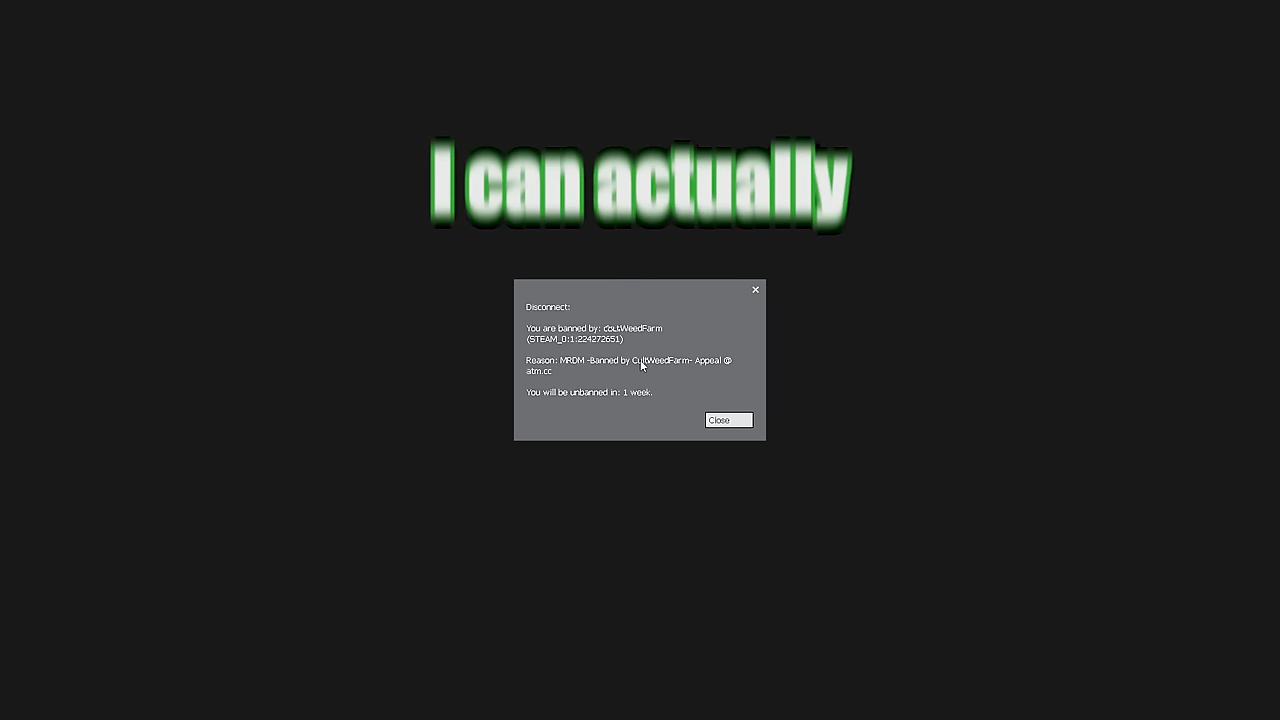 I can actually
Disconnect:
You are banned by: cultWeedFarm
(STEAM_0:1:224272651)
Reason: MRDM -Banned by CultWeedFarm- Appeal @
atm.cc
You will be unbanned in: 1 week.
Close